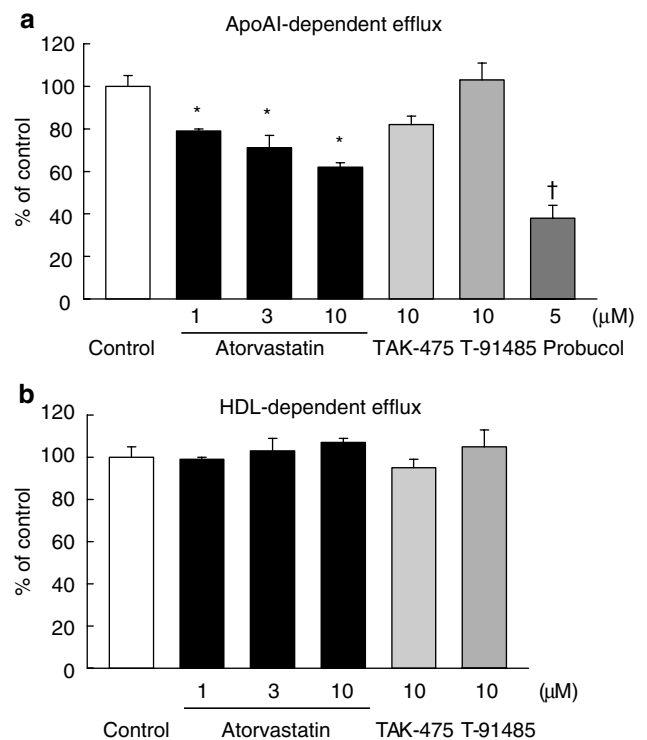 a
ApoAI-dependent efflux
120
100
80
60
40
20
0
% of control
* * * †
1 3 10 10 10 5 (μM)
Control Atorvastatin TAK-475 T-91485 Probucol
b
HDL-dependent efflux
120
100
80
60
40
20
0
% of control
1 3 10 10 10 (μM)
Control Atorvastatin TAK-475 T-91485